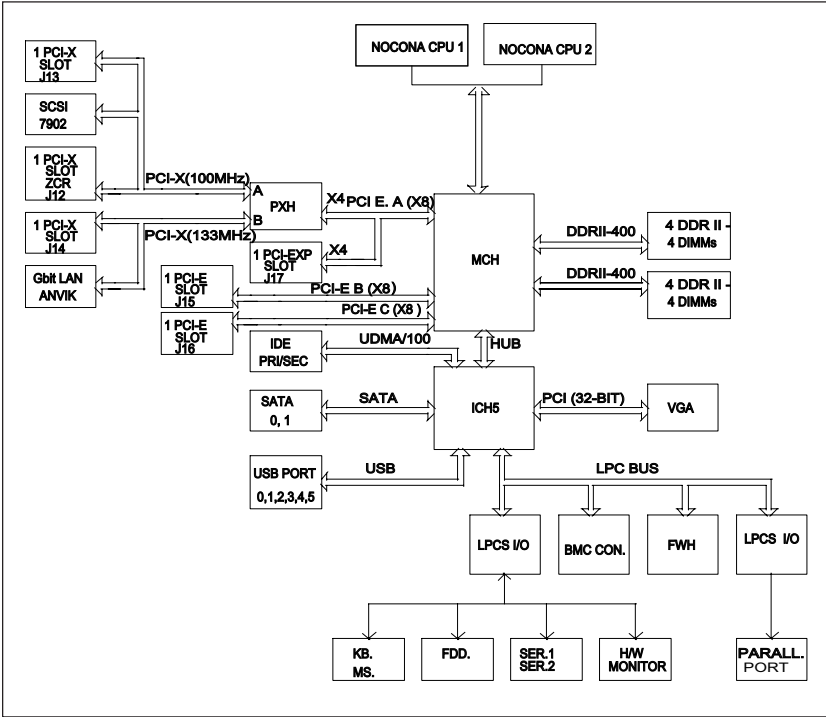 NOCONA CPU 1
NOCONA CPU 2
1 PCI-X
SLOT
J13
SCSI
7902
1 PCI-X
SLOT
ZCR
J12
PCI-X(100MHz)
A
PXH
B
X4
PCI E. A (X8)
1 PCI-X
SLOT
J14
PCI-X(133MHz)
1 PCI-EXP
SLOT
J17
X4
MCH
DDRII-400
4 DDR II -
4 DIMMs
DDRII-400
4 DDR II -
4 DIMMs
Gbit LAN
ANVIK
1 PCI-E
SLOT
J15
PCI-E B (X8)
1 PCI-E
SLOT
J16
PCI-E C (X8 )
IDE
PRI/SEC
UDMA/100
HUB
SATA
0, 1
SATA
ICH5
PCI (32-BIT)
VGA
USB PORT
0,1,2,3,4,5
USB
LPC BUS
LPCS I/O
BMC CON.
FWH
LPCS I/O
KB.
MS.
FDD.
SER.1
SER.2
H/W
MONITOR
PARALL.
PORT